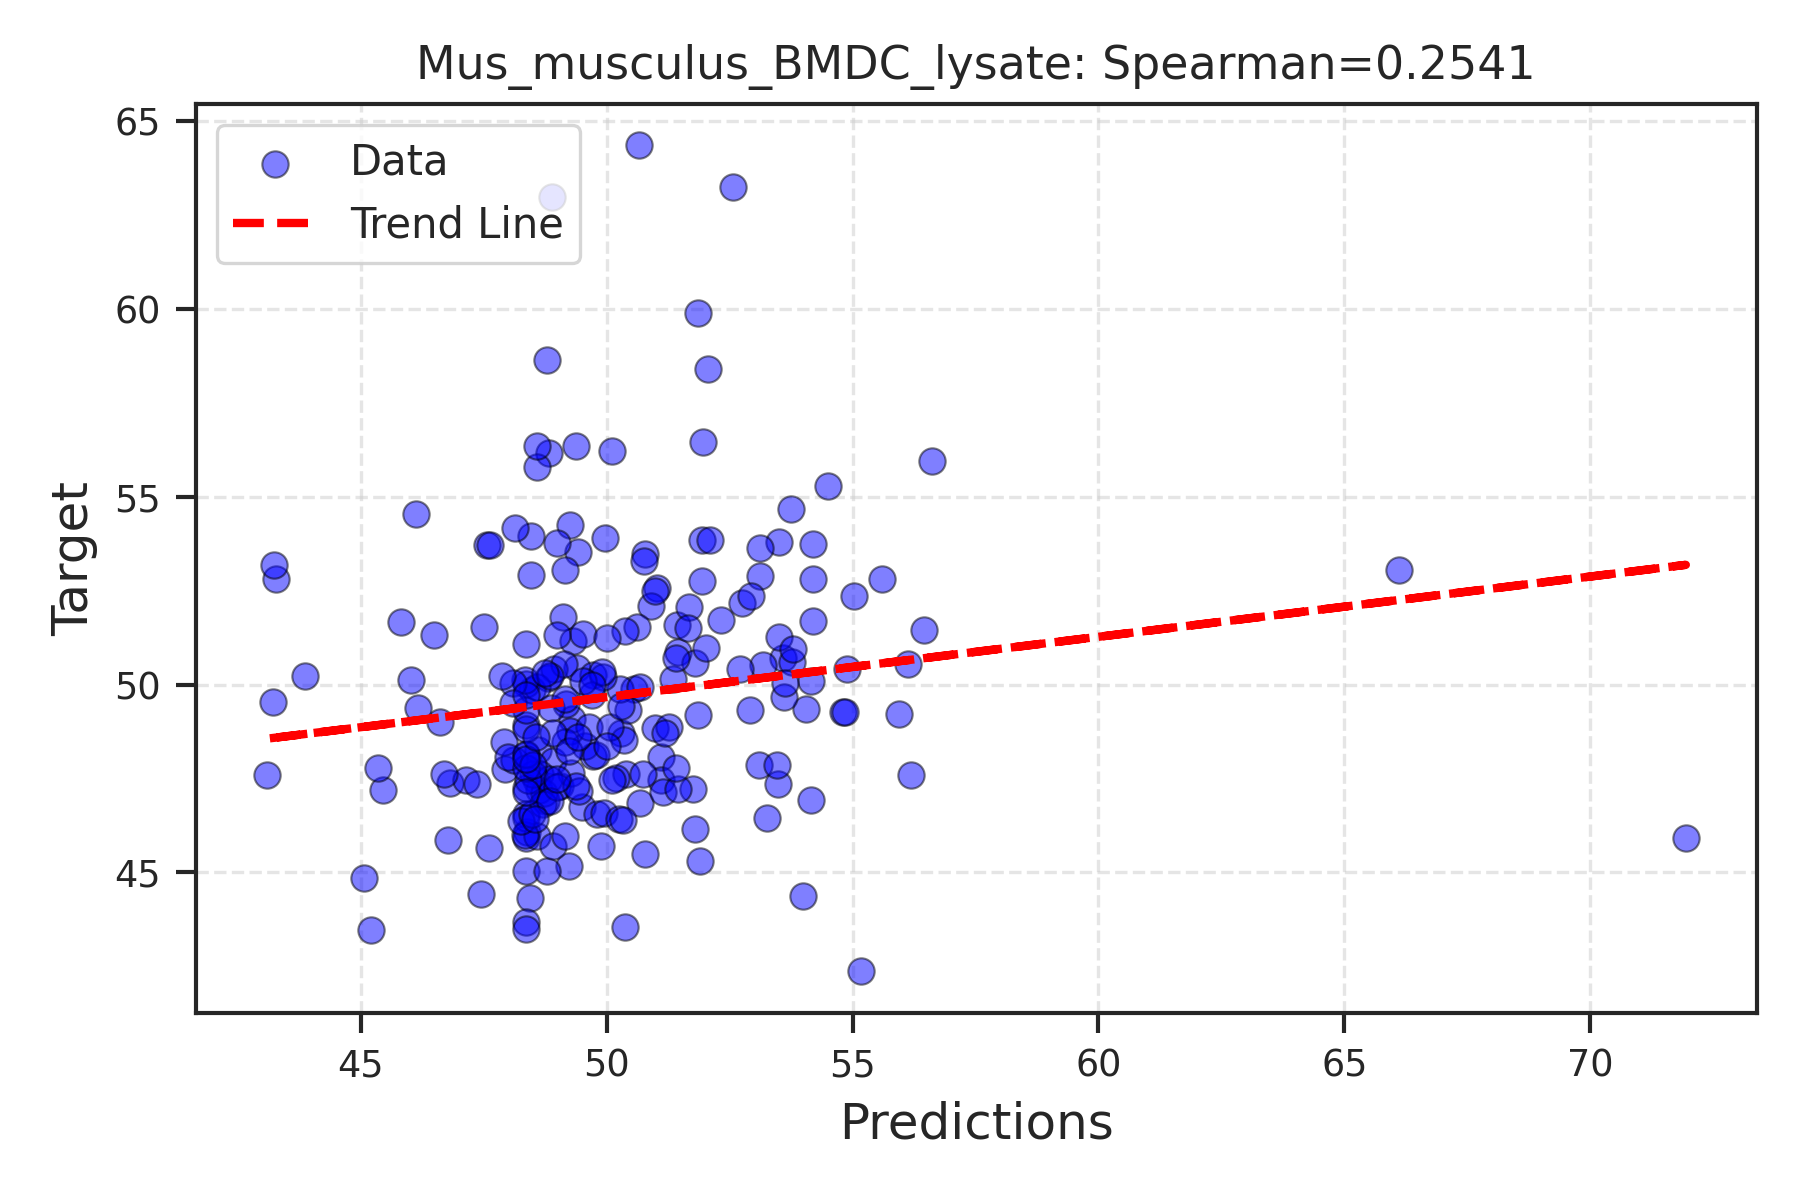 Mus_musculus_BMDC_lysate: Spearman=0.2541
Data
Trend Line
65
60
55
50
45
Target
45 50 55 60 65 70
Predictions